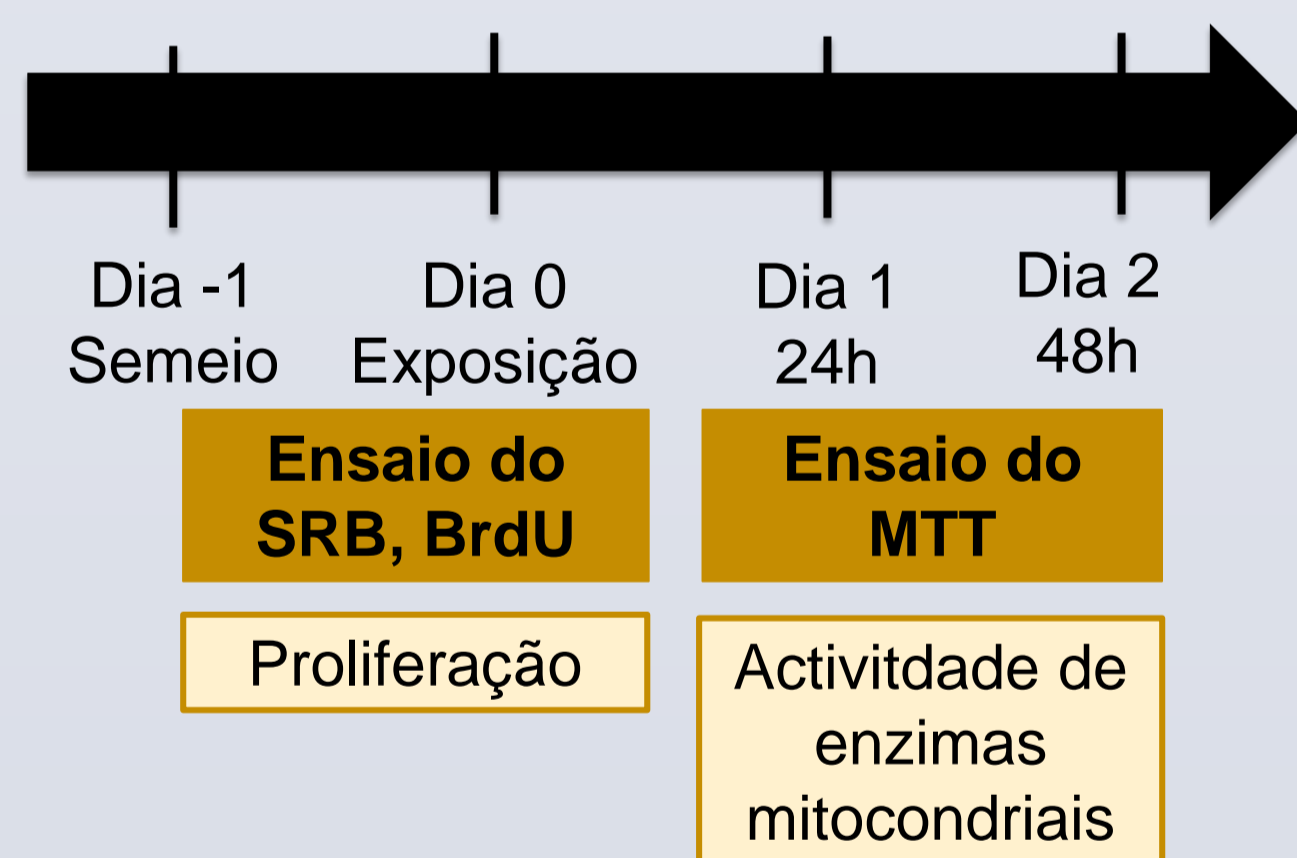 Dia -1
Semeio
Dia 0
Exposição
Dia 1
24h
Dia 2
48h
Ensaio do
SRB, BrdU
Ensaio do
MTT
Proliferação
Activitdade de
enzimas
mitocondriais